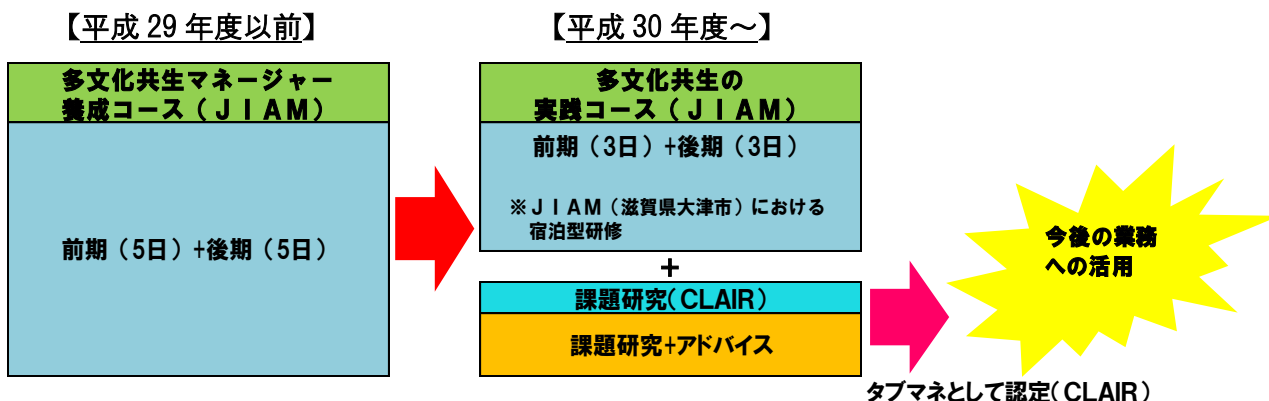 【平成 29 年度以前】
多文化共生マネージャー
養成コース（ＪＩＡＭ）
前期（5日）+後期（5日）
【平成 30 年度～】
多文化共生の
実践コース（ＪＩＡＭ）
前期（3日）+後期（3日）
※ＪＩＡＭ（滋賀県大津市）における
宿泊型研修
+
課題研究（CLAIR）
課題研究+アドバイス
今後の業務
への活用
タブマネとして認定（CLAIR）